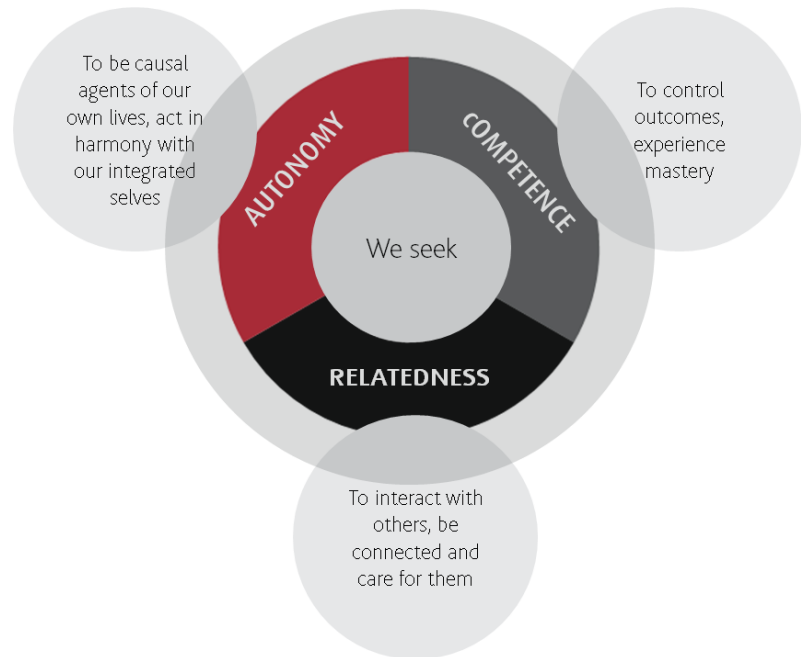 To be causal
agents of our
own lives, act in
harmony with
our integrated
selves
AUTONOMY
COMPETENCE
To control
outcomes,
experience
mastery
We seek
RELATEDNESS
To interact with
others, be
connected and
care for them